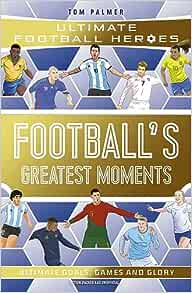 TOM PALMER
ULTIMATE
FOOTBALL HEROES
FOOTBALL'S
GREATEST MOMENTS
ULTIMATE GOALS, GAMES AND GLORY